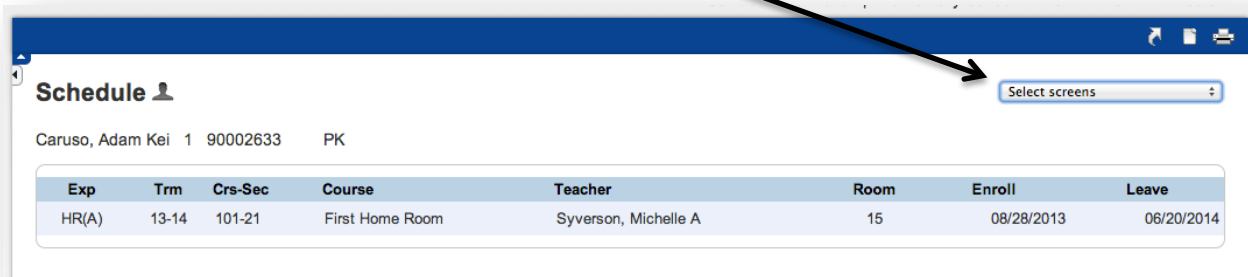 Schedule
Select screens
Caruso, Adam Kei 1 90002633 PK
Exp Trm Crs-Sec Course Teacher Room Enroll Leave
HR(A) 13-14 101-21 First Home Room Syverson, Michelle A 15 08/28/2013 06/20/2014